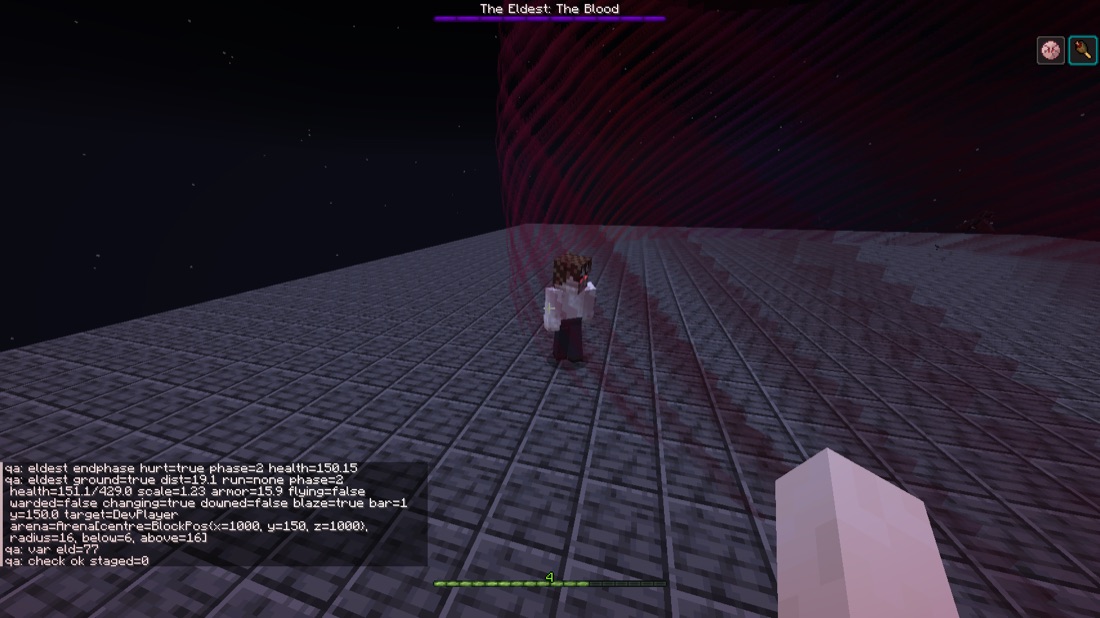 The Eldest: The Blood
qa: eldest endphase hurt=true phase=2 health=150.15
qa: eldest ground=true dist=19.1 run=none phase=2
health=151.1/429.0 scale=1.23 armor=15.9 flying=false
warded=false changing=true downed=false blaze=true bar=1
y=150.0 target=DevPlayer
arena=Arena[centre=BlockPos{x=1000, y=150, z=1000},
radius=16, below=6, above=16]
qa: var eld=77
qa: check ok staged=0
4